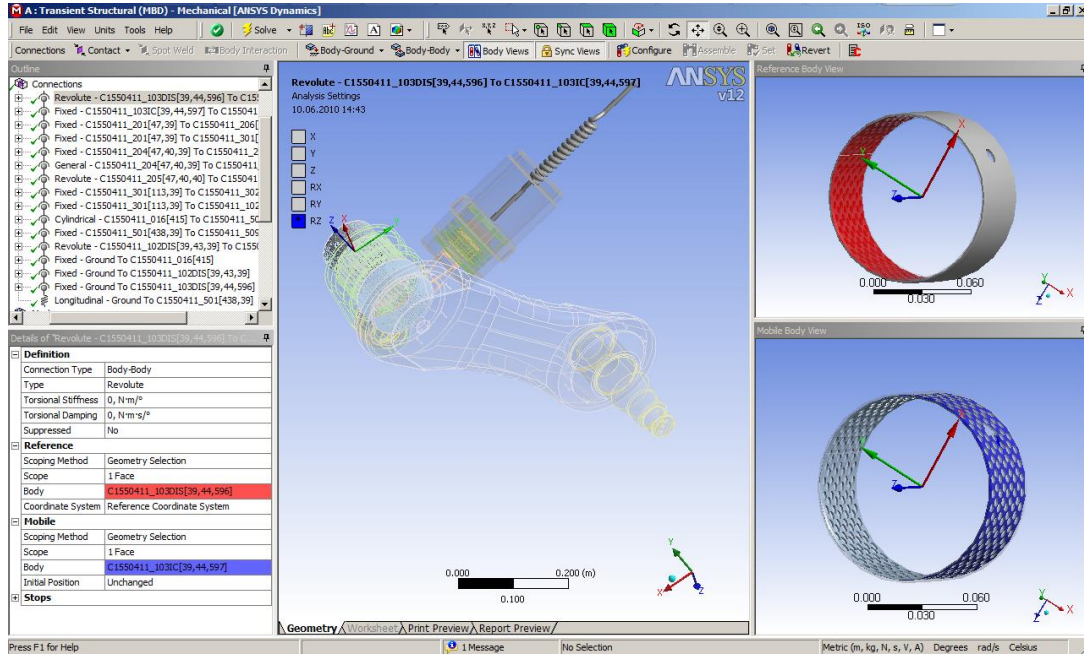 A : Transient Structural (MBD) - Mechanical [ANSYS Dynamics]
File Edit View Units Tools Help Solve
Connections Contact Spot Weld Body Interaction Body-Ground Body-Body Body Views Sync Views Configure Assemble Set Revert
Outline
Connections
Revolute - C1550411_103DIS[39,44,596] To C15
Fixed - C1550411_103IC[39,44,597] To C155041
Fixed - C1550411_201[47,39] To C1550411_206[
Fixed - C1550411_201[47,39] To C1550411_301[
Fixed - C1550411_204[47,40,39] To C1550411_2
General - C1550411_204[47,40,39] To C1550411
Revolute - C1550411_205[47,40,40] To C155041
Fixed - C1550411_301[113,39] To C1550411_302
Fixed - C1550411_301[113,39] To C1550411_102
Cylindrical - C1550411_016[415] To C1550411_50
Fixed - C1550411_501[438,39] To C1550411_509
Revolute - C1550411_102DIS[39,43,39] To C155
Fixed - Ground To C1550411_016[415]
Fixed - Ground To C1550411_102DIS[39,43,39]
Fixed - Ground To C1550411_103DIS[39,44,596]
Longitudinal - Ground To C1550411_501[438,39]
Details of "Revolute - C1550411_103DIS[39,44,596] To C
Definition
Connection Type Body-Body
Type Revolute
Torsional Stiffness 0, N·m/°
Torsional Damping 0, N·m·s/°
Suppressed No
Reference
Scoping Method Geometry Selection
Scope 1 Face
Body C1550411_103DIS[39,44,596]
Coordinate System Reference Coordinate System
Mobile
Scoping Method Geometry Selection
Scope 1 Face
Body C1550411_103IC[39,44,597]
Initial Position Unchanged
Stops
Revolute - C1550411_103DIS[39,44,596] To C1550411_103IC[39,44,597]
Analysis Settings
10.06.2010 14:43
ANSYS
v12
X
Y
Z
RX
RY
RZ
Z X Y
0.000 0.200 (m)
0.100
Y
X Z
Geometry Worksheet Print Preview Report Preview
Reference Body View
X
Y
Z
0.000 0.060
0.030
Y
Z X
Mobile Body View
X
Y
Z
0.000 0.060
0.030
Y
Z X
Press F1 for Help 1 Message No Selection Metric (m, kg, N, s, V, A) Degrees rad/s Celsius